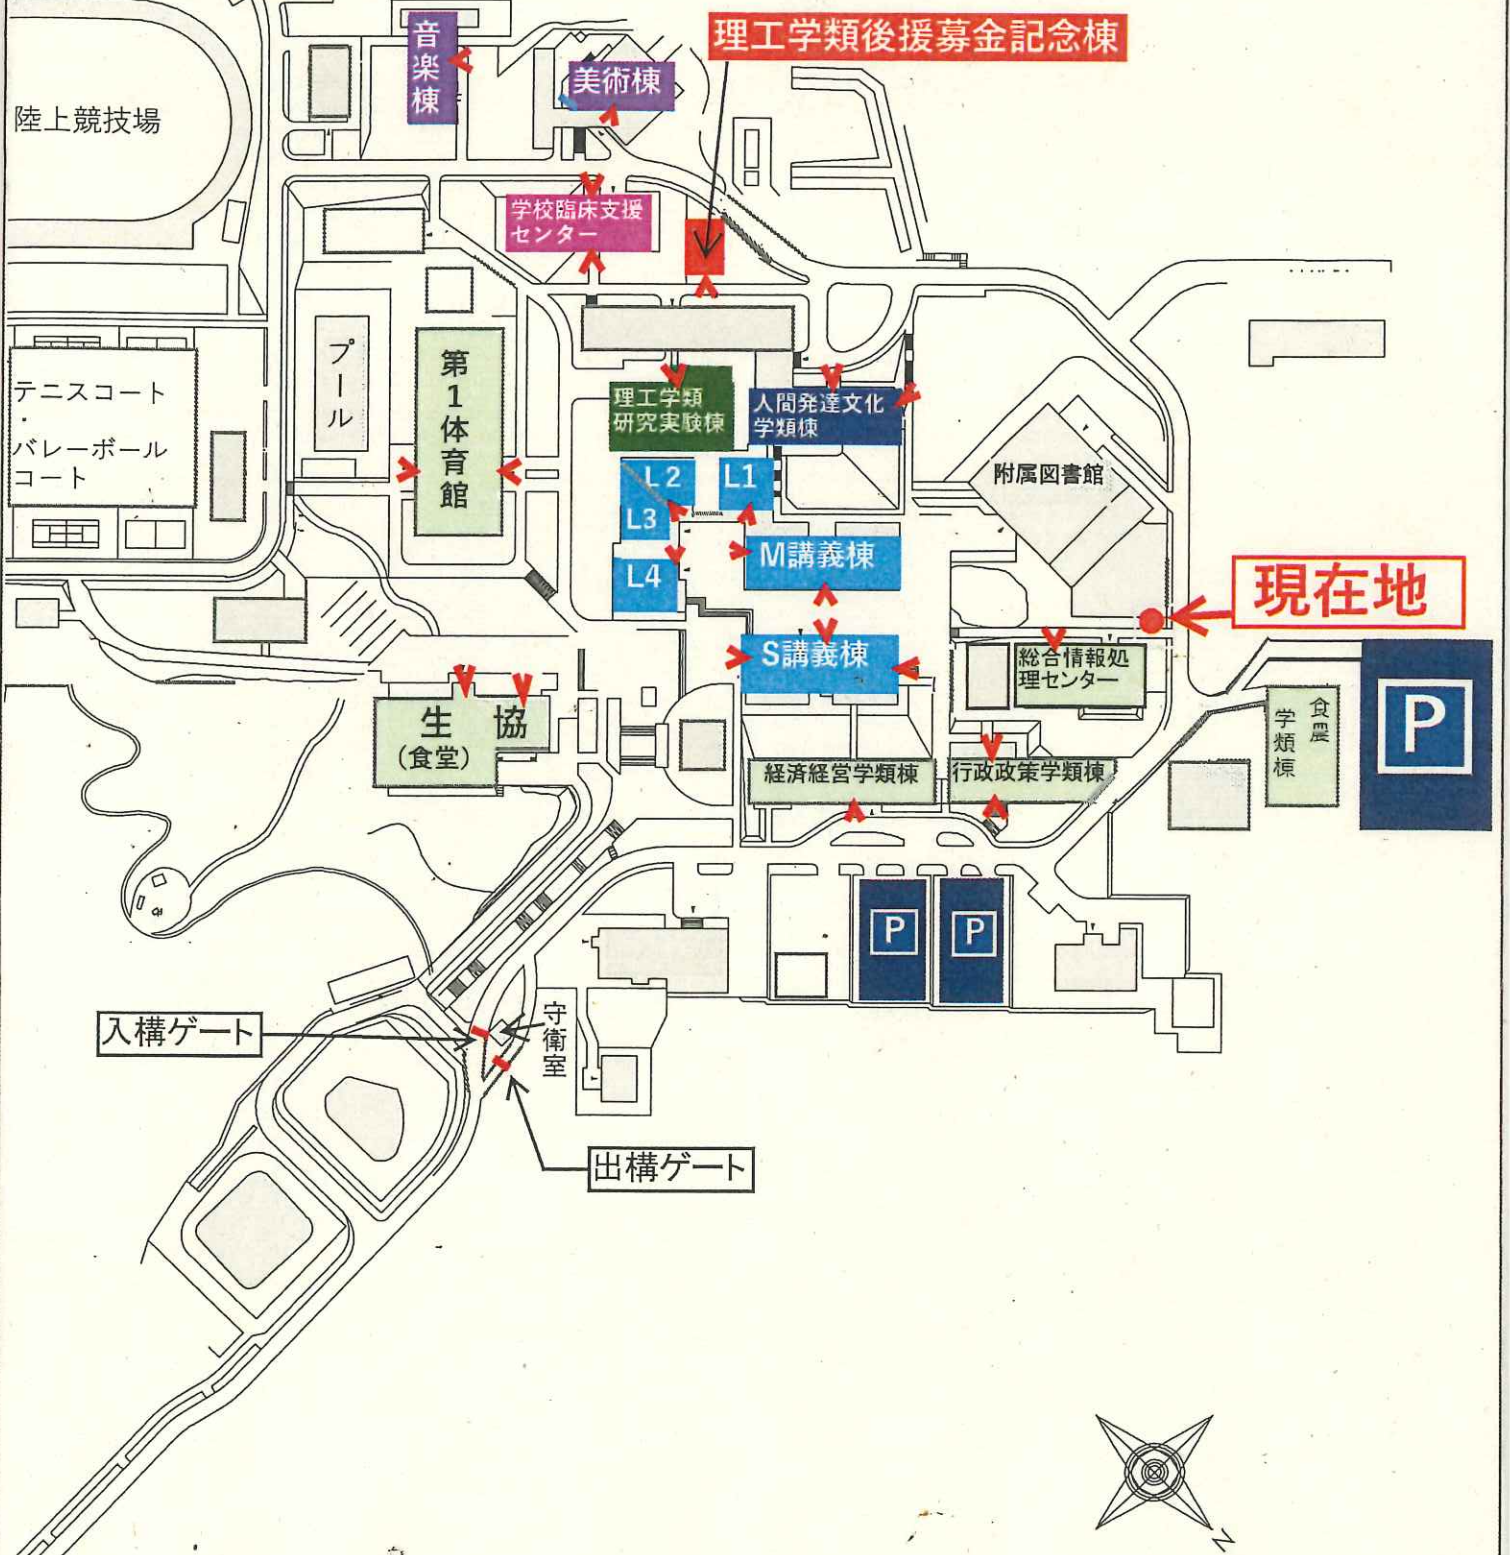 音楽棟
理工学類後援募金記念棟
美術棟
陸上競技場
学校臨床支援
センター
プール
第1体育館
テニスコート
・
バレーボール
コート
理工学類
研究実験棟
人間発達文化
学類棟
L2
L1
L3
L4
M講義棟
附属図書館
現在地
S講義棟
総合情報処
理センター
生協
(食堂)
経済経営学類棟
行政政策学類棟
食農
学類棟
P
P
P
入構ゲート
守衛室
出構ゲート
N